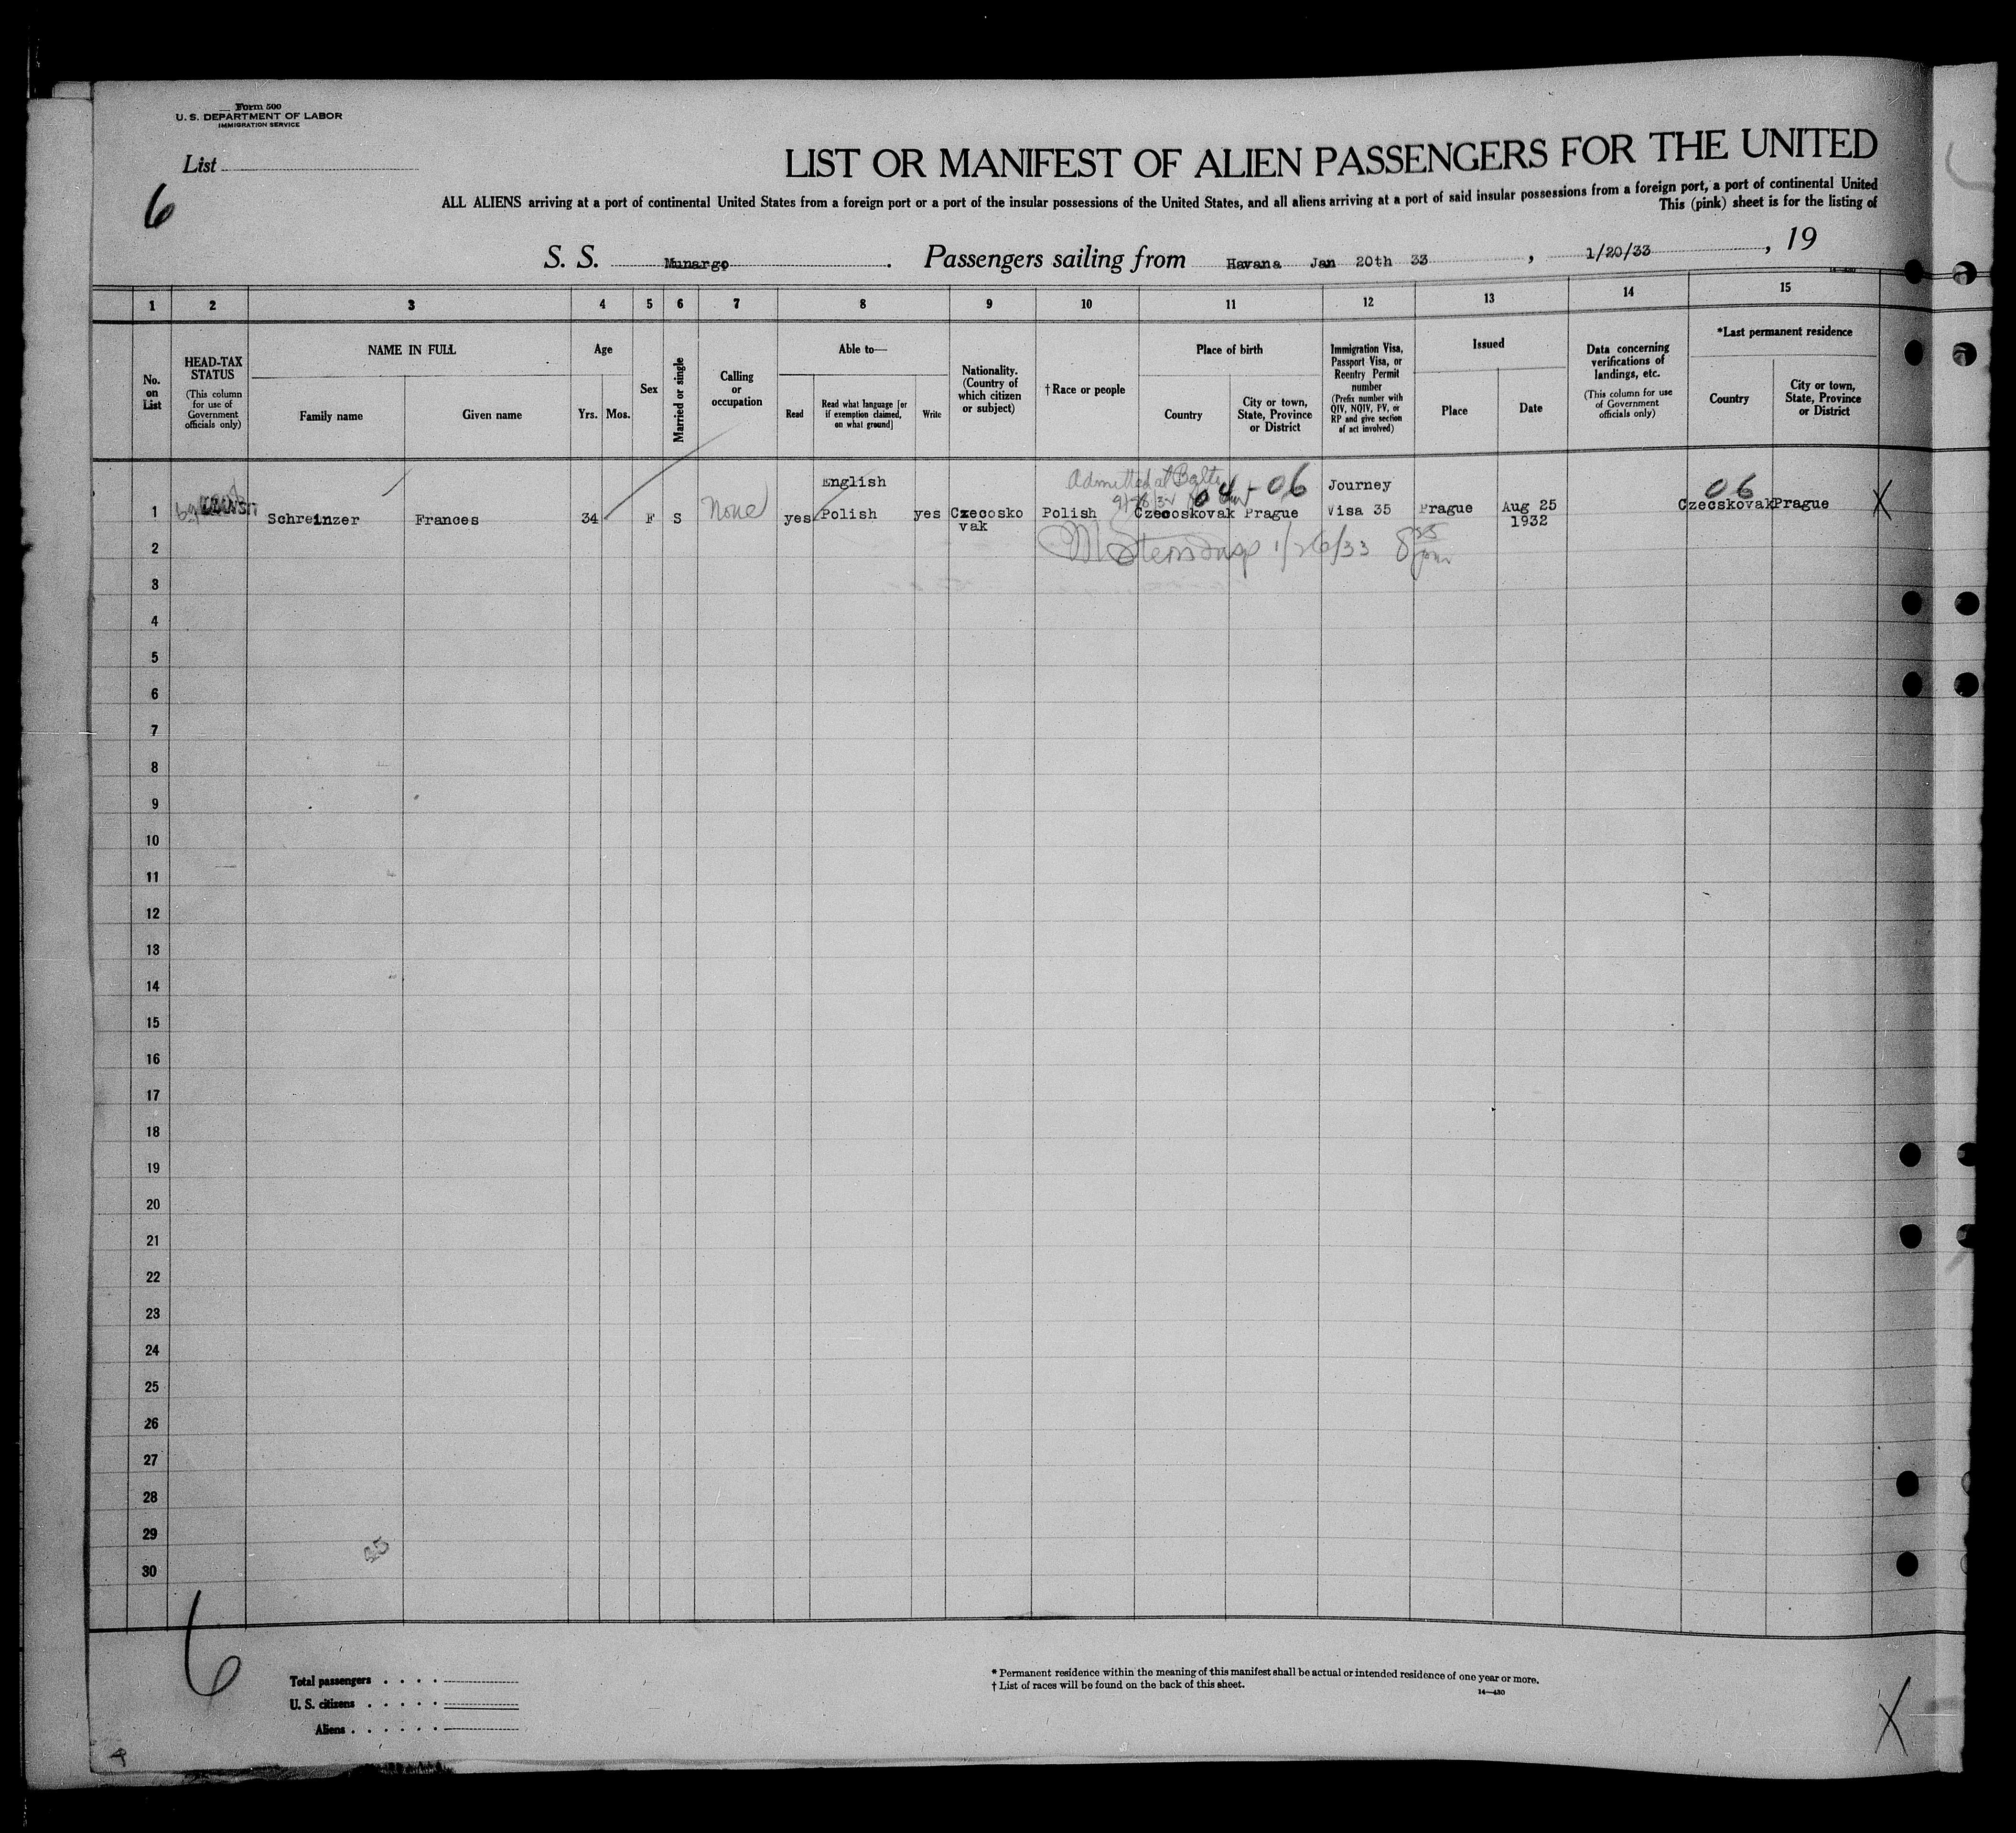 Form 500
U. S. DEPARTMENT OF LABOR
IMMIGRATION SERVICE
List
6
LIST OR MANIFEST OF ALIEN PASSENGERS FOR THE UNITED
ALL ALIENS arriving at a port of continental United States from a foreign port or a port of the insular possessions of the United States, and all aliens arriving at a port of said insular possessions from a foreign port, a port of continental United
This (pink) sheet is for the listing of
S. S. Munargo. Passengers sailing from Havana Jan 20th 33, 1/20/33, 19
1 2 3 4 5 6 7 8 9 10 11 12 13 14 15
No. on List
HEAD-TAX STATUS
(This column for use of Government officials only)
NAME IN FULL
Family name
Given name
Age
Yrs. Mos.
Sex
Married or single
Calling or occupation
Able to—
Read
Read what language [or if exemption claimed, on what ground]
Write
Nationality. (Country of which citizen or subject)
† Race or people
Place of birth
Country
City or town, State, Province or District
Immigration Visa, Passport Visa, or Reentry Permit number
(Prefix number with QIV, NQIV, PV, or RP and give section of act involved)
Issued
Place
Date
Data concerning verifications of landings, etc.
(This column for use of Government officials only)
*Last permanent residence
Country
City or town, State, Province or District
Admitted at Balto
04-06
06
English
Journey
1 TRANSIT Schreinzer Frances 34 F S None yes Polish yes Czecosko Polish Czecoskovak Prague Visa 35 Prague Aug 25 Czecskovak Prague X
vak
1932
1/26/33 8 35 pm
2
3
4
5
6
7
8
9
10
11
12
13
14
15
16
17
18
19
20
21
22
23
24
25
26
27
28
29
30
6
Total passengers
U. S. citizens
Aliens
* Permanent residence within the meaning of this manifest shall be actual or intended residence of one year or more.
† List of races will be found on the back of this sheet.
14—430
X